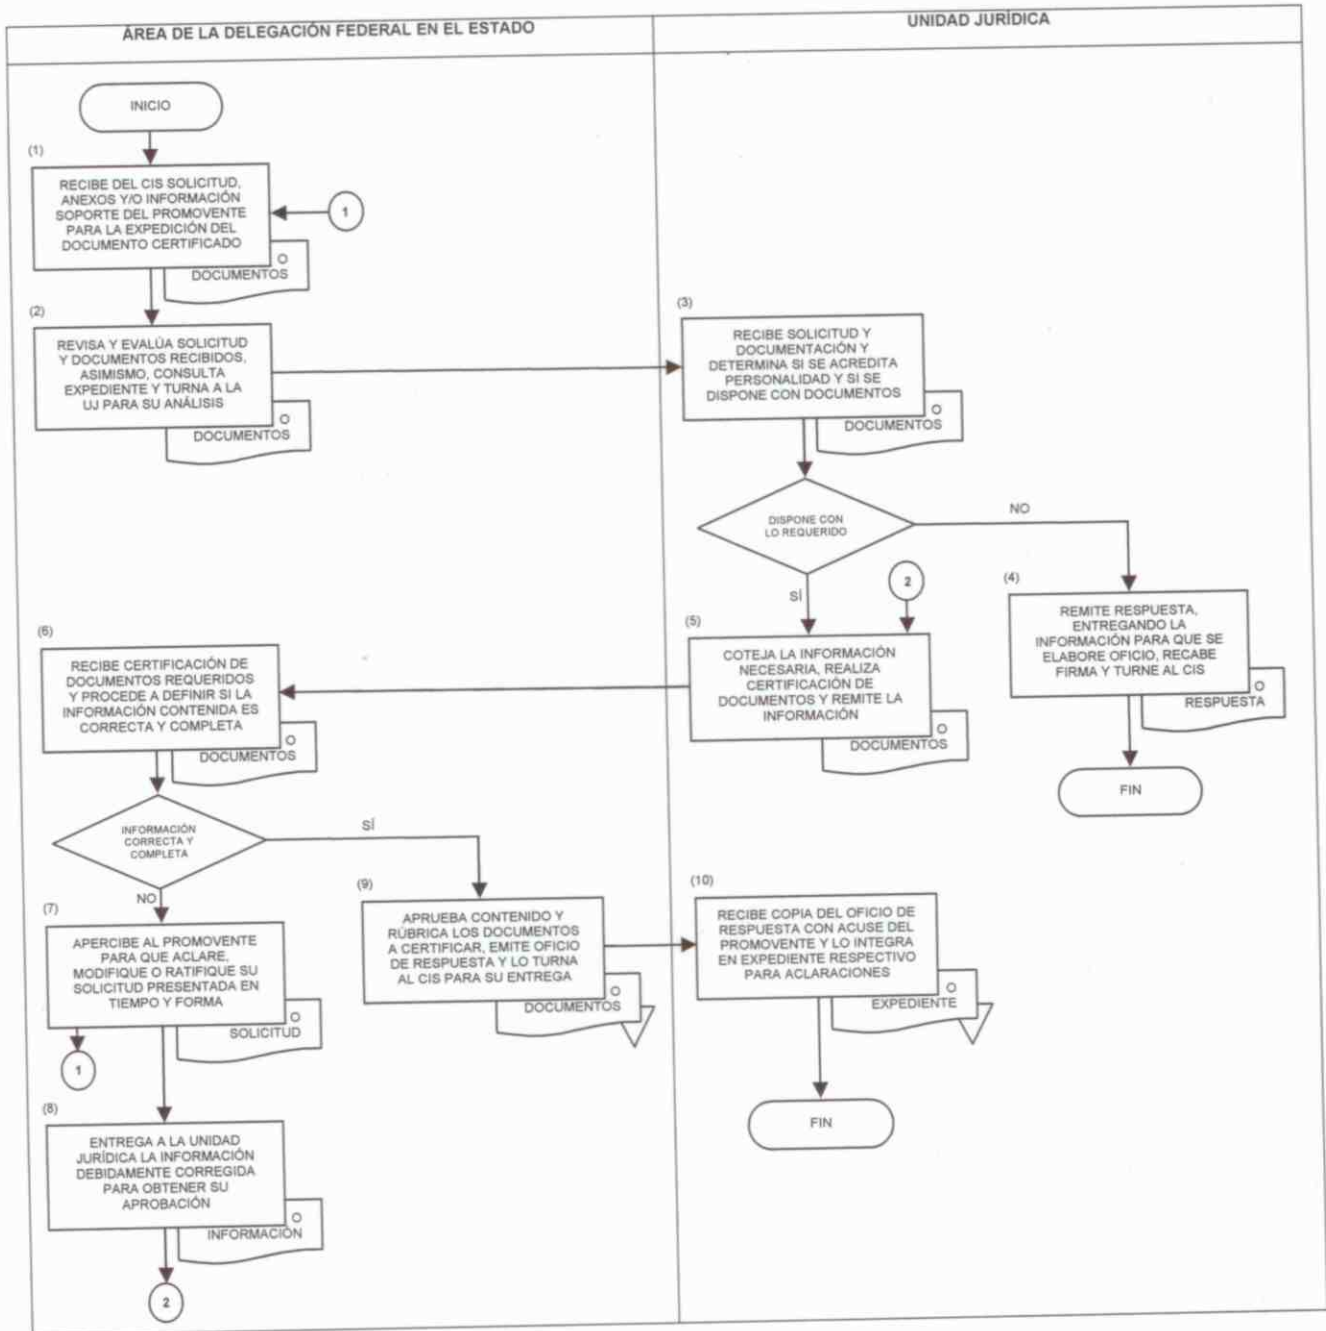 ÁREA DE LA DELEGACIÓN FEDERAL EN EL ESTADO
UNIDAD JURÍDICA
INICIO
(1)
RECIBE DEL CIS SOLICITUD,
ANEXOS Y/O INFORMACIÓN
SOPORTE DEL PROMOVENTE
PARA LA EXPEDICIÓN DEL
DOCUMENTO CERTIFICADO
1
O
DOCUMENTOS
(2)
REVISA Y EVALÚA SOLICITUD
Y DOCUMENTOS RECIBIDOS,
ASIMISMO, CONSULTA
EXPEDIENTE Y TURNA A LA
UJ PARA SU ANÁLISIS
O
DOCUMENTOS
(3)
RECIBE SOLICITUD Y
DOCUMENTACIÓN Y
DETERMINA SI SE ACREDITA
PERSONALIDAD Y SI SE
DISPONE CON DOCUMENTOS
O
DOCUMENTOS
DISPONE CON
LO REQUERIDO
NO
SÍ
2
(4)
REMITE RESPUESTA,
ENTREGANDO LA
INFORMACIÓN PARA QUE SE
ELABORE OFICIO, RECABE
FIRMA Y TURNE AL CIS
O
RESPUESTA
FIN
(5)
COTEJA LA INFORMACIÓN
NECESARIA, REALIZA
CERTIFICACIÓN DE
DOCUMENTOS Y REMITE LA
INFORMACIÓN
O
DOCUMENTOS
(6)
RECIBE CERTIFICACIÓN DE
DOCUMENTOS REQUERIDOS
Y PROCEDE A DEFINIR SI LA
INFORMACIÓN CONTENIDA ES
CORRECTA Y COMPLETA
O
DOCUMENTOS
INFORMACIÓN
CORRECTA Y
COMPLETA
SÍ
NO
(7)
APERCIBE AL PROMOVENTE
PARA QUE ACLARE,
MODIFIQUE O RATIFIQUE SU
SOLICITUD PRESENTADA EN
TIEMPO Y FORMA
O
SOLICITUD
1
(8)
ENTREGA A LA UNIDAD
JURÍDICA LA INFORMACIÓN
DEBIDAMENTE CORREGIDA
PARA OBTENER SU
APROBACIÓN
O
INFORMACIÓN
2
(9)
APRUEBA CONTENIDO Y
RÚBRICA LOS DOCUMENTOS
A CERTIFICAR, EMITE OFICIO
DE RESPUESTA Y LO TURNA
AL CIS PARA SU ENTREGA
O
DOCUMENTOS
(10)
RECIBE COPIA DEL OFICIO DE
RESPUESTA CON ACUSE DEL
PROMOVENTE Y LO INTEGRA
EN EXPEDIENTE RESPECTIVO
PARA ACLARACIONES
O
EXPEDIENTE
FIN